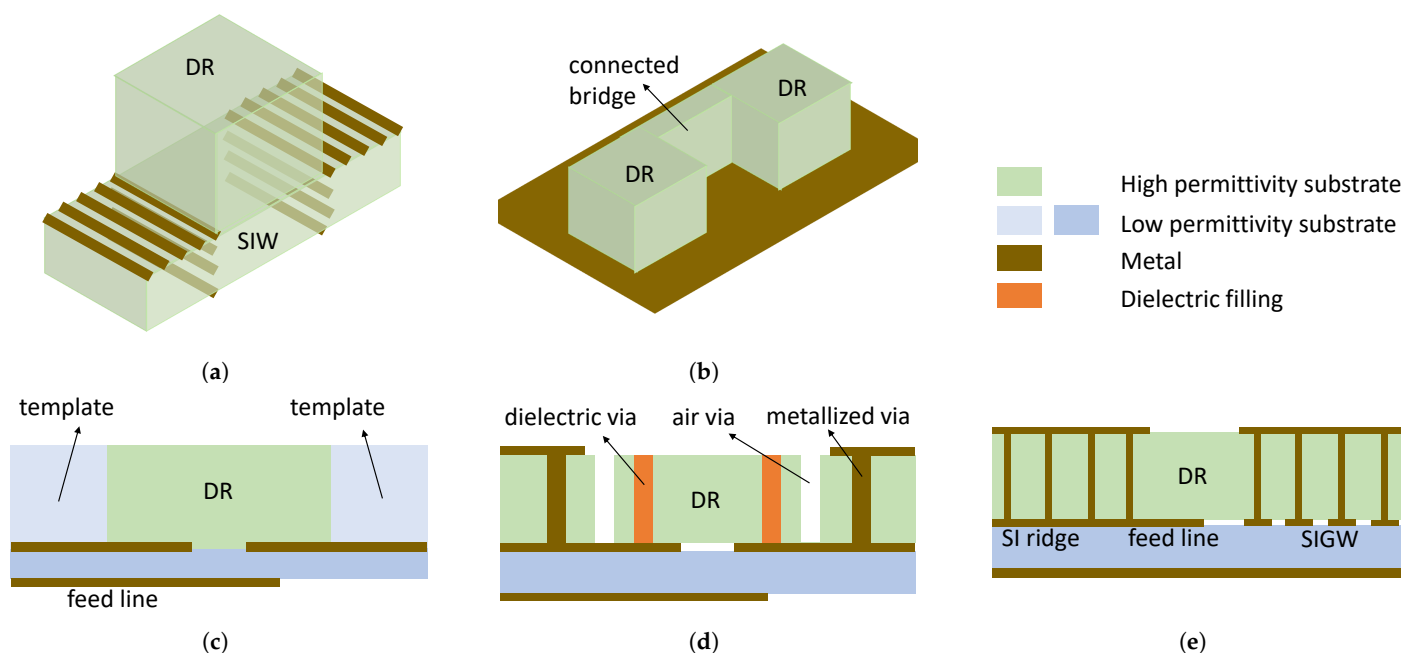 DR
SIW
(a)
connected
bridge
DR
DR
(b)
High permittivity substrate
Low permittivity substrate
Metal
Dielectric filling
template
template
DR
feed line
(c)
dielectric via
air via
metallized via
DR
(d)
DR
SI ridge
feed line
SIGW
(e)